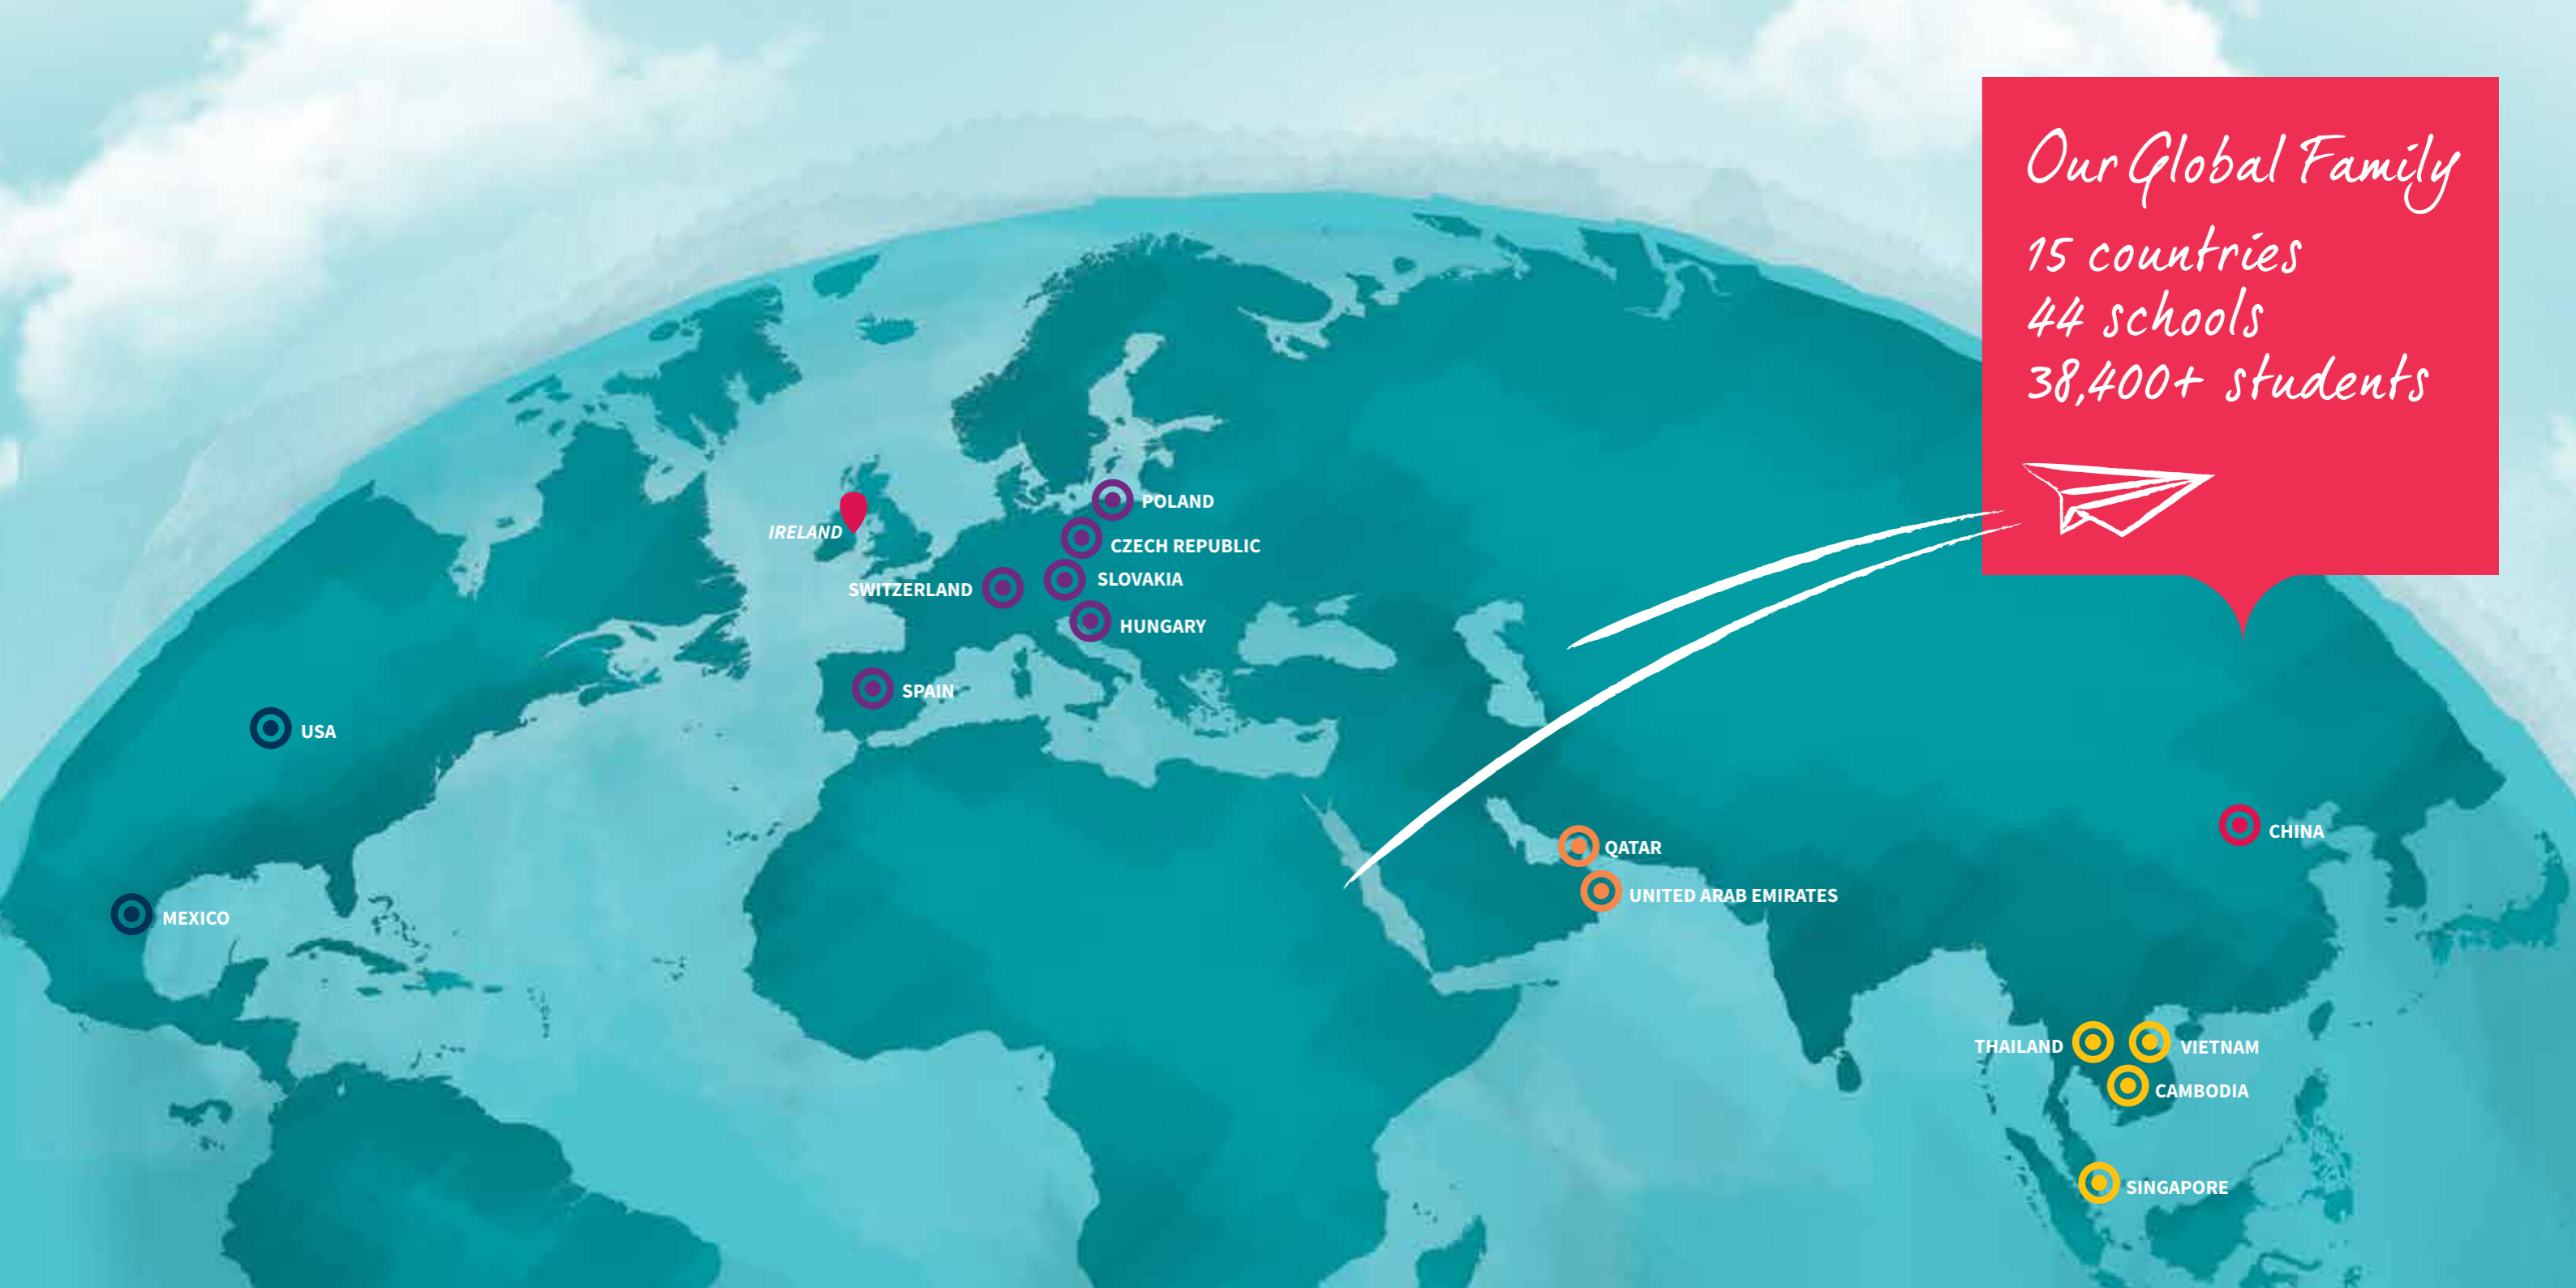 Our Global Family
15 countries
44 schools
38,400+ students
POLAND
IRELAND
CZECH REPUBLIC
SLOVAKIA
SWITZERLAND
HUNGARY
SPAIN
USA
CHINA
QATAR
UNITED ARAB EMIRATES
MEXICO
THAILAND
VIETNAM
CAMBODIA
SINGAPORE